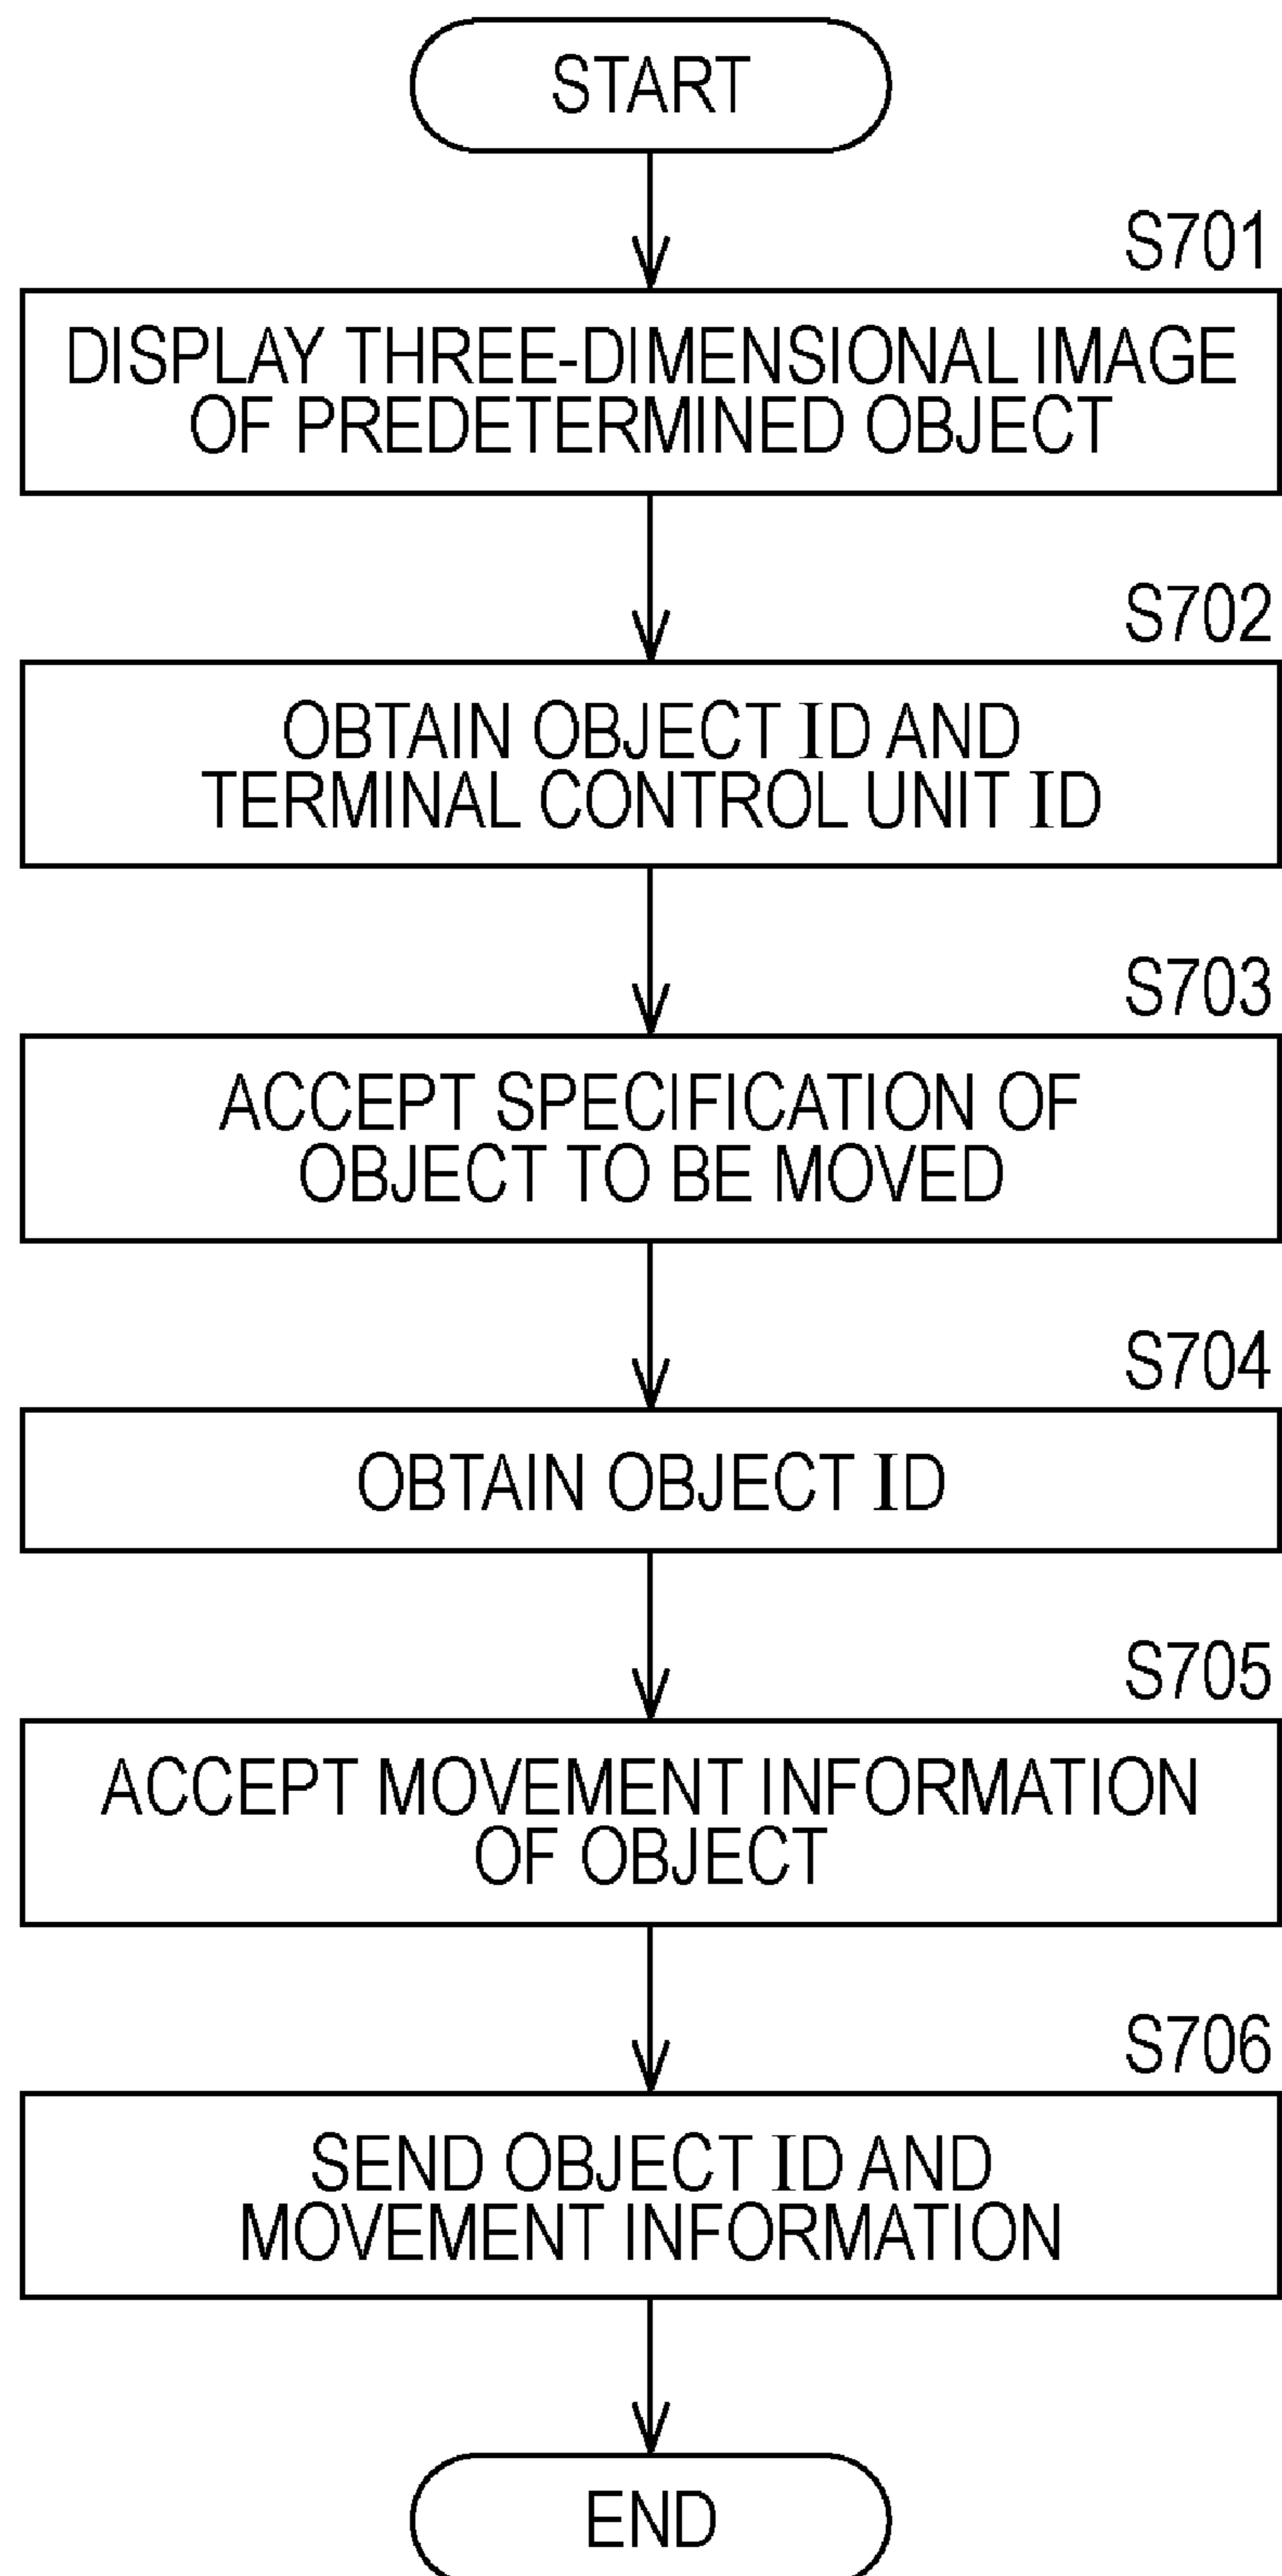 START
S701
DISPLAY THREE-DIMENSIONAL IMAGE
OF PREDETERMINED OBJECT
S702
OBTAIN OBJECT ID AND
TERMINAL CONTROL UNIT ID
S703
ACCEPT SPECIFICATION OF
OBJECT TO BE MOVED
S704
OBTAIN OBJECT ID
S705
ACCEPT MOVEMENT INFORMATION
OF OBJECT
S706
SEND OBJECT ID AND
MOVEMENT INFORMATION
END